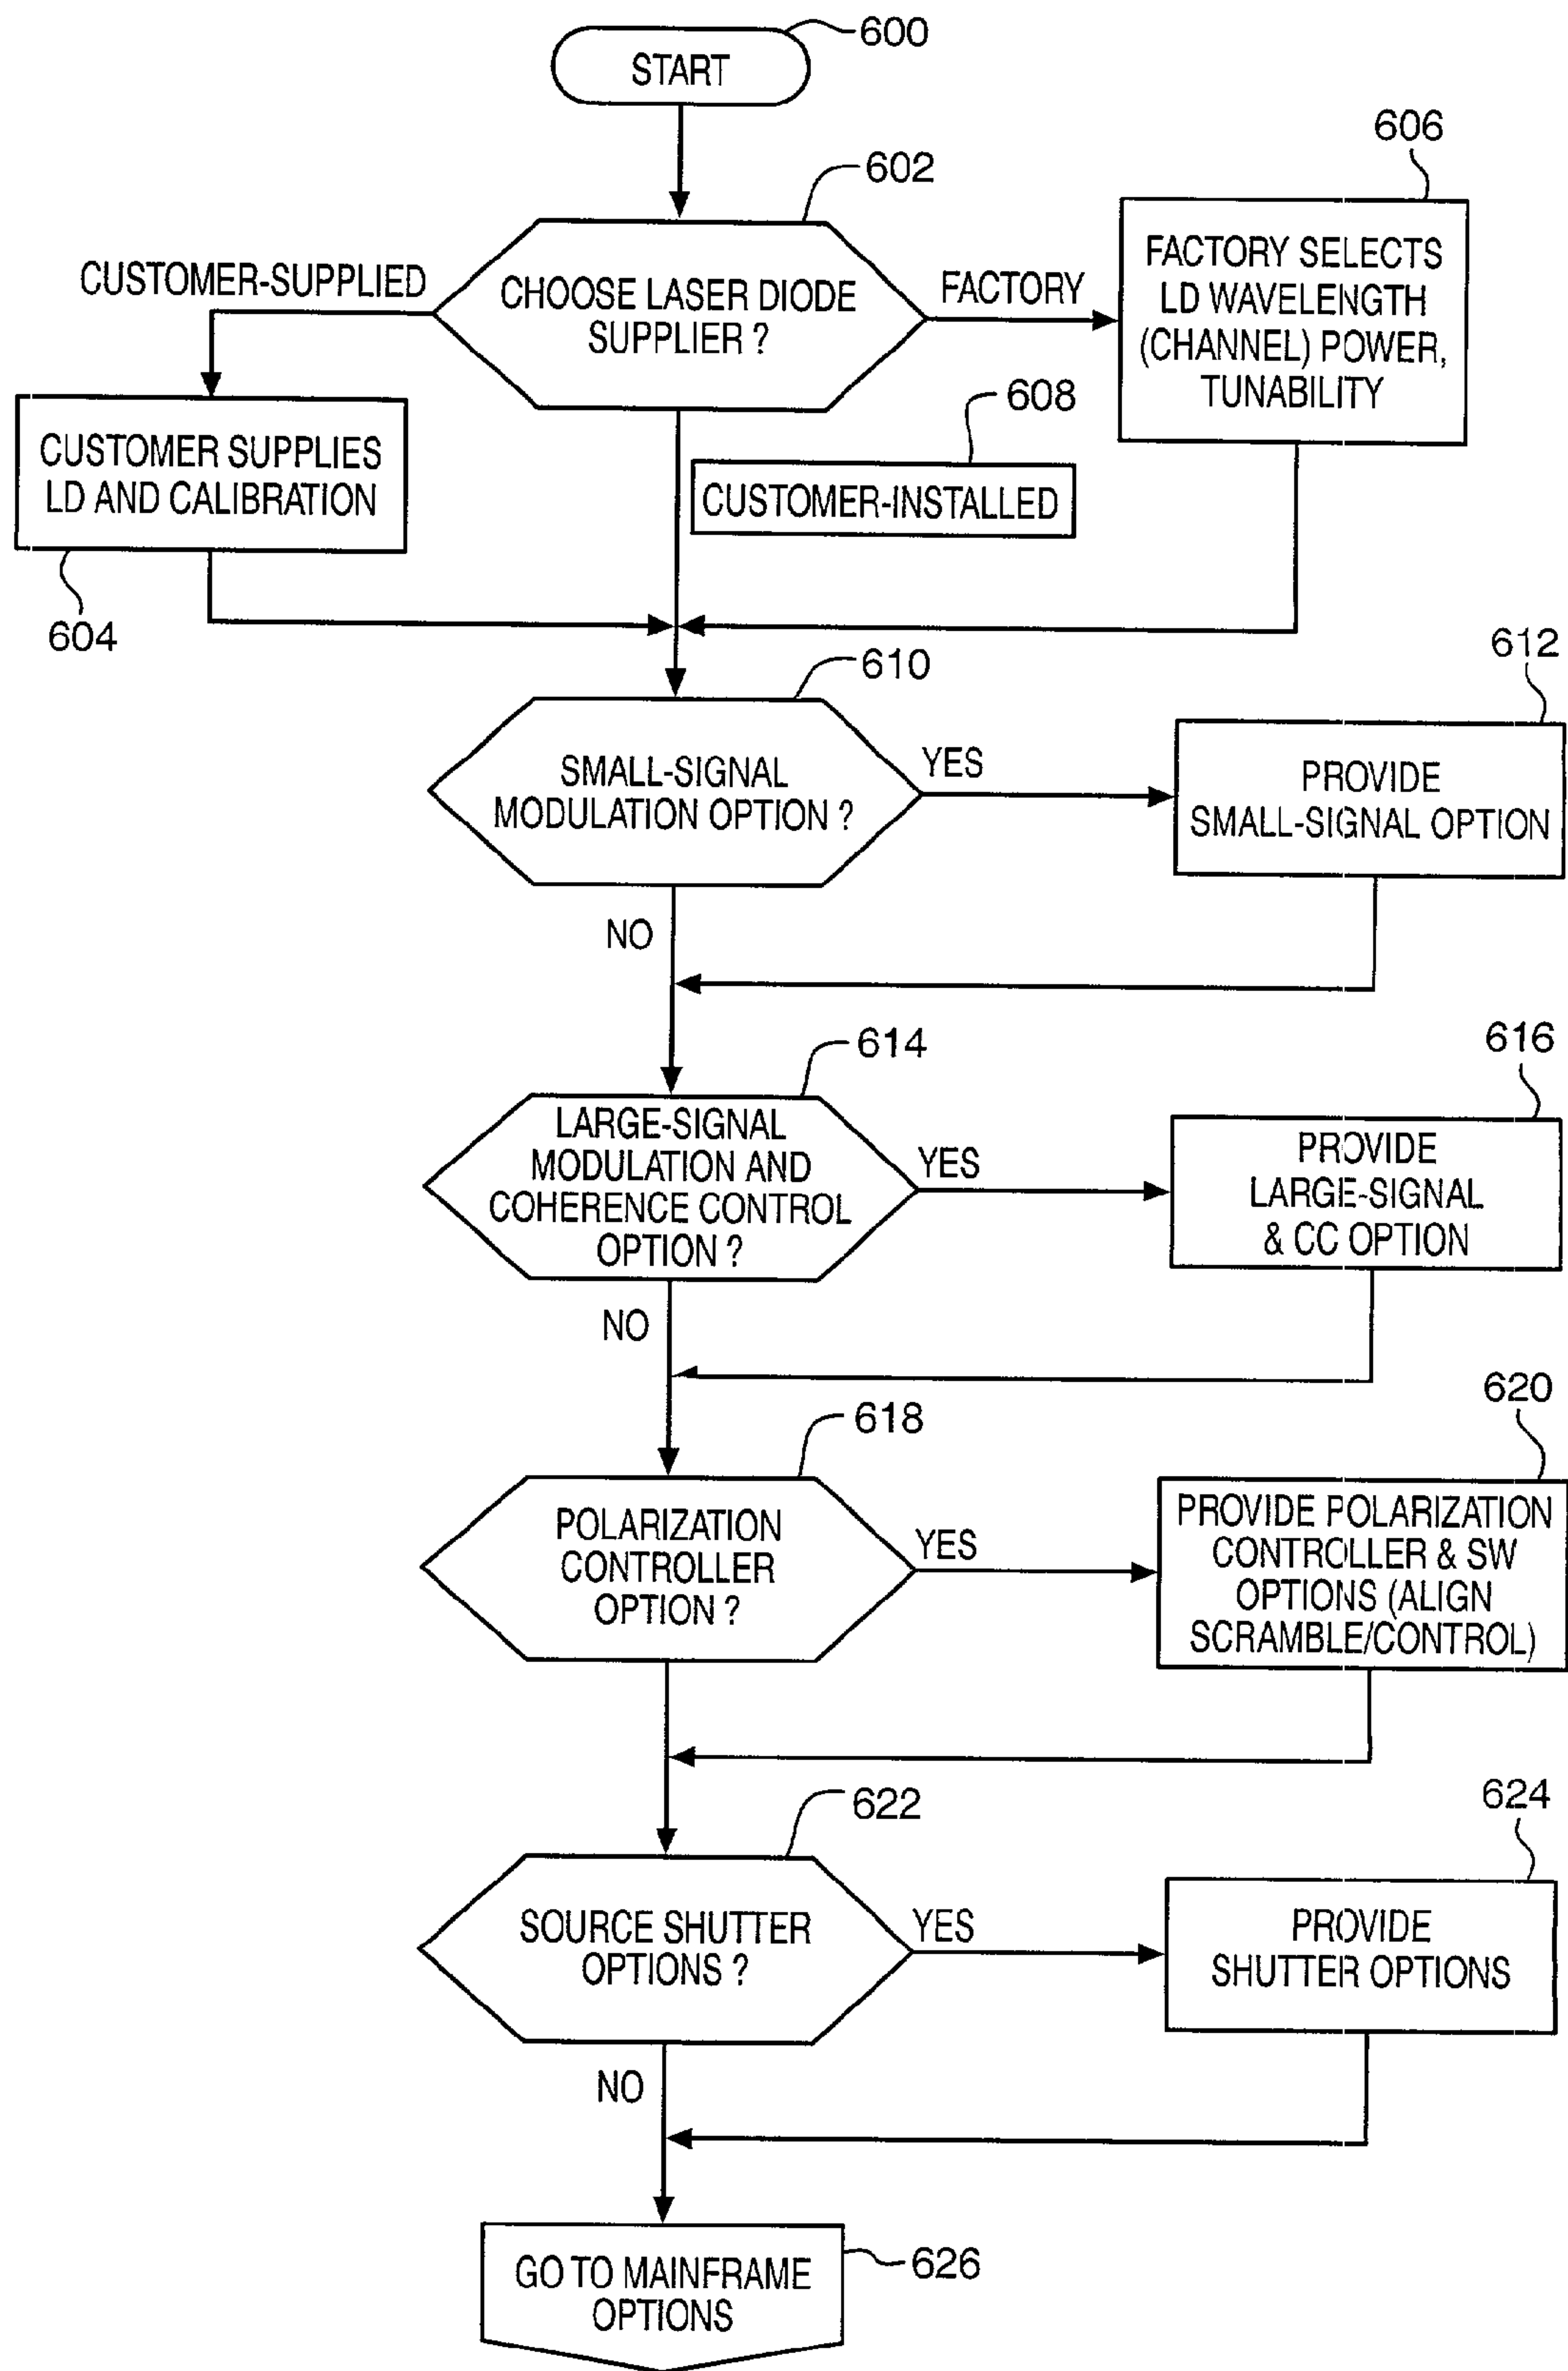 START
600
602
606
CUSTOMER-SUPPLIED
CHOOSE LASER DIODE
SUPPLIER ?
FACTORY
FACTORY SELECTS
LD WAVELENGTH
(CHANNEL) POWER,
TUNABILITY
608
CUSTOMER SUPPLIES
LD AND CALIBRATION
CUSTOMER-INSTALLED
604
610
612
SMALL-SIGNAL
MODULATION OPTION ?
YES
PROVIDE
SMALL-SIGNAL OPTION
NO
614
616
LARGE-SIGNAL
MODULATION AND
COHERENCE CONTROL
OPTION ?
YES
PROVIDE
LARGE-SIGNAL
& CC OPTION
NO
618
620
POLARIZATION
CONTROLLER
OPTION ?
YES
PROVIDE POLARIZATION
CONTROLLER & SW
OPTIONS (ALIGN
SCRAMBLE/CONTROL)
622
624
SOURCE SHUTTER
OPTIONS ?
YES
PROVIDE
SHUTTER OPTIONS
NO
GO TO MAINFRAME
OPTIONS
626